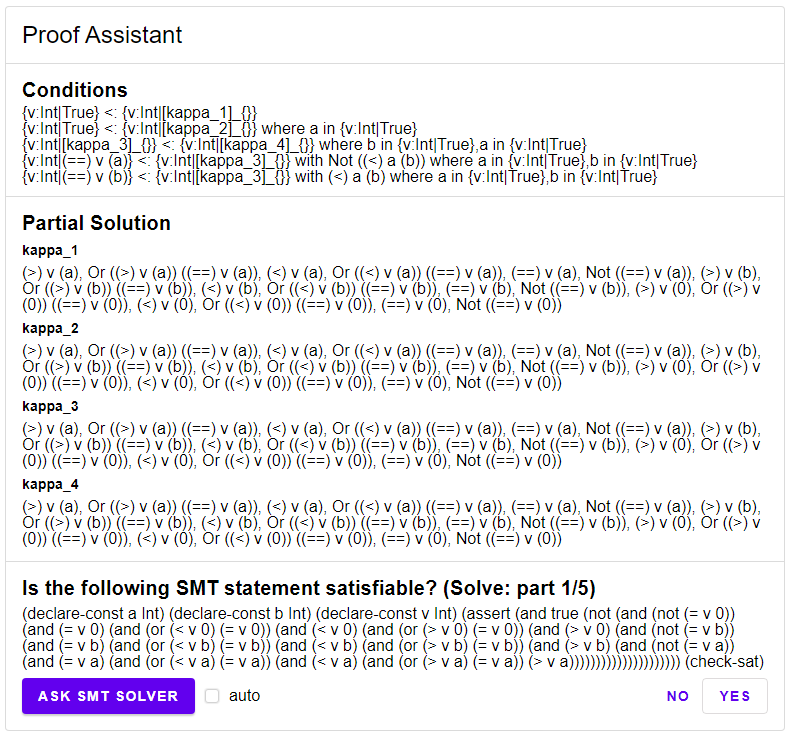 Proof Assistant
Conditions
{v:Int|True} <: {v:Int|[kappa_1]_{}}
{v:Int|True} <: {v:Int|[kappa_2]_{}} where a in {v:Int|True}
{v:Int|[kappa_3]_{}} <: {v:Int|[kappa_4]_{}} where b in {v:Int|True},a in {v:Int|True}
{v:Int|(==) v (a)} <: {v:Int|[kappa_3]_{}} with Not ((<) a (b)) where a in {v:Int|True},b in {v:Int|True}
{v:Int|(==) v (b)} <: {v:Int|[kappa_3]_{}} with (<) a (b) where a in {v:Int|True},b in {v:Int|True}
Partial Solution
kappa_1
(>) v (a), Or ((>) v (a)) ((==) v (a)), (<) v (a), Or ((<) v (a)) ((==) v (a)), (==) v (a), Not ((==) v (a)), (>) v (b),
Or ((>) v (b)) ((==) v (b)), (<) v (b), Or ((<) v (b)) ((==) v (b)), (==) v (b), Not ((==) v (b)), (>) v (0), Or ((>) v
(0)) ((==) v (0)), (<) v (0), Or ((<) v (0)) ((==) v (0)), (==) v (0), Not ((==) v (0))
kappa_2
(>) v (a), Or ((>) v (a)) ((==) v (a)), (<) v (a), Or ((<) v (a)) ((==) v (a)), (==) v (a), Not ((==) v (a)), (>) v (b),
Or ((>) v (b)) ((==) v (b)), (<) v (b), Or ((<) v (b)) ((==) v (b)), (==) v (b), Not ((==) v (b)), (>) v (0), Or ((>) v
(0)) ((==) v (0)), (<) v (0), Or ((<) v (0)) ((==) v (0)), (==) v (0), Not ((==) v (0))
kappa_3
(>) v (a), Or ((>) v (a)) ((==) v (a)), (<) v (a), Or ((<) v (a)) ((==) v (a)), (==) v (a), Not ((==) v (a)), (>) v (b),
Or ((>) v (b)) ((==) v (b)), (<) v (b), Or ((<) v (b)) ((==) v (b)), (==) v (b), Not ((==) v (b)), (>) v (0), Or ((>) v
(0)) ((==) v (0)), (<) v (0), Or ((<) v (0)) ((==) v (0)), (==) v (0), Not ((==) v (0))
kappa_4
(>) v (a), Or ((>) v (a)) ((==) v (a)), (<) v (a), Or ((<) v (a)) ((==) v (a)), (==) v (a), Not ((==) v (a)), (>) v (b),
Or ((>) v (b)) ((==) v (b)), (<) v (b), Or ((<) v (b)) ((==) v (b)), (==) v (b), Not ((==) v (b)), (>) v (0), Or ((>) v
(0)) ((==) v (0)), (<) v (0), Or ((<) v (0)) ((==) v (0)), (==) v (0), Not ((==) v (0))
Is the following SMT statement satisfiable? (Solve: part 1/5)
(declare-const a Int) (declare-const b Int) (declare-const v Int) (assert (and true (not (and (not (= v 0))
(and (= v 0) (and (or (< v 0) (= v 0)) (and (< v 0) (and (or (> v 0) (= v 0)) (and (> v 0) (and (not (= v b))
(and (= v b) (and (or (< v b) (= v b)) (and (< v b) (and (or (> v b) (= v b)) (and (> v b) (and (not (= v a))
(and (= v a) (and (or (< v a) (= v a)) (and (< v a) (and (or (> v a) (= v a)) (> v a)))))))))))))))))))) (check-sat)
ASK SMT SOLVER
auto
NO
YES